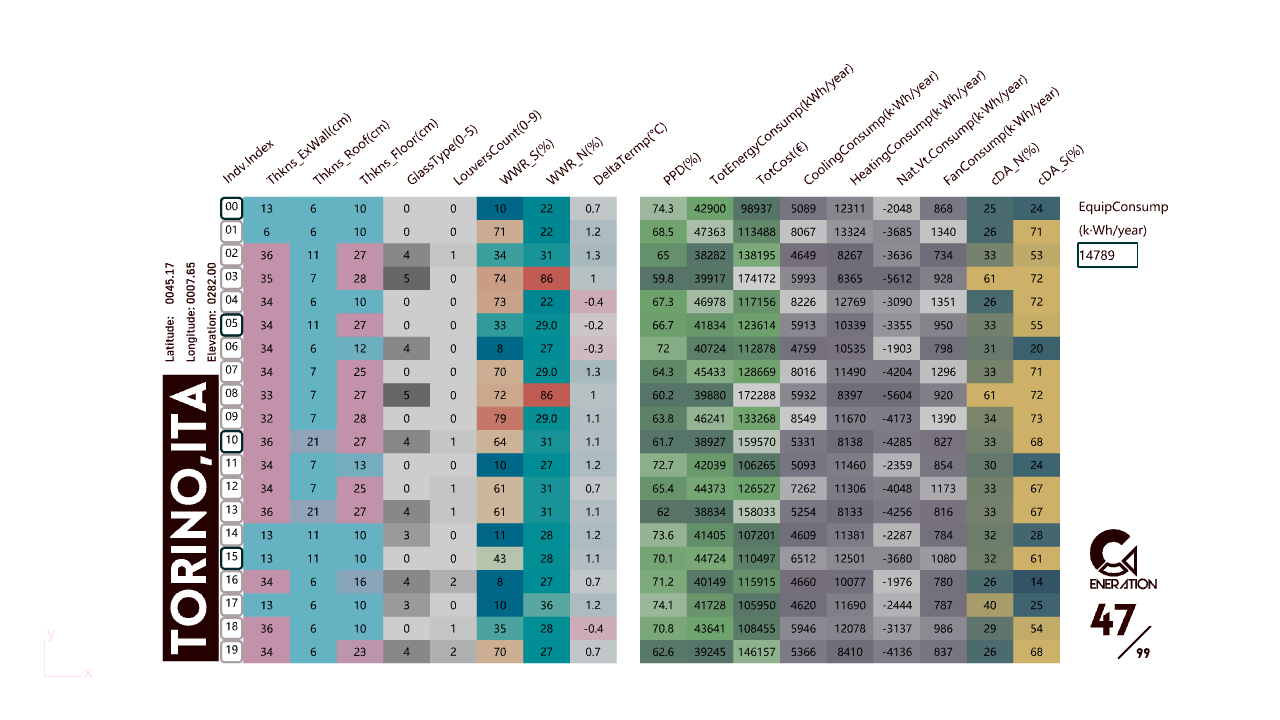 Indv.Index Thkns_ExWall(cm) Thkns_Roof(cm) Thkns_Floor(cm) GlassType(0-5) LouversCount(0-9) WWR_S(%) WWR_N(%) DeltaTermp(°C) PPD(%) TotEnergyConsump(kWh/year) TotCost(€) CoolingConsump(k·Wh/year) HeatingConsump(k·Wh/year) Nat.Vt.Consump(k·Wh/year) FanConsump(k·Wh/year) cDA_N(%) cDA_S(%)
00 13 6 10 0 0 10 22 0.7 74.3 42900 98937 5089 12311 -2048 868 25 24
01 6 6 10 0 0 71 22 1.2 68.5 47363 113488 8067 13324 -3685 1340 26 71
02 36 11 27 4 1 34 31 1.3 65 38282 138195 4649 8267 -3636 734 33 53
03 35 7 28 5 0 74 86 1 59.8 39917 174172 5993 8365 -5612 928 61 72
04 34 6 10 0 0 73 22 -0.4 67.3 46978 117156 8226 12769 -3090 1351 26 72
05 34 11 27 0 0 33 29.0 -0.2 66.7 41834 123614 5913 10339 -3355 950 33 55
06 34 6 12 4 0 8 27 -0.3 72 40724 112878 4759 10535 -1903 798 31 20
07 34 7 25 0 0 70 29.0 1.3 64.3 45433 128669 8016 11490 -4204 1296 33 71
08 33 7 27 5 0 72 86 1 60.2 39880 172288 5932 8397 -5604 920 61 72
09 32 7 28 0 0 79 29.0 1.1 63.8 46241 133268 8549 11670 -4173 1390 34 73
10 36 21 27 4 1 64 31 1.1 61.7 38927 159570 5331 8138 -4285 827 33 68
11 34 7 13 0 0 10 27 1.2 72.7 42039 106265 5093 11460 -2359 854 30 24
12 34 7 25 0 1 61 31 0.7 65.4 44373 126527 7262 11306 -4048 1173 33 67
13 36 21 27 4 1 61 31 1.1 62 38834 158033 5254 8133 -4256 816 33 67
14 13 11 10 3 0 11 28 1.2 73.6 41405 107201 4609 11381 -2287 784 32 28
15 13 11 10 0 0 43 28 1.1 70.1 44724 110497 6512 12501 -3680 1080 32 61
16 34 6 16 4 2 8 27 0.7 71.2 40149 115915 4660 10077 -1976 780 26 14
17 13 6 10 3 0 10 36 1.2 74.1 41728 105950 4620 11690 -2444 787 40 25
18 36 6 10 0 1 35 28 -0.4 70.8 43641 108455 5946 12078 -3137 986 29 54
19 34 6 23 4 2 70 27 0.7 62.6 39245 146157 5366 8410 -4136 837 26 68
Latitude: 0045.17
Longitude: 0007.65
Elevation: 0282.00
TORINO,ITA
EquipConsump
(k·Wh/year)
14789
ENERATION
47/99
y
x